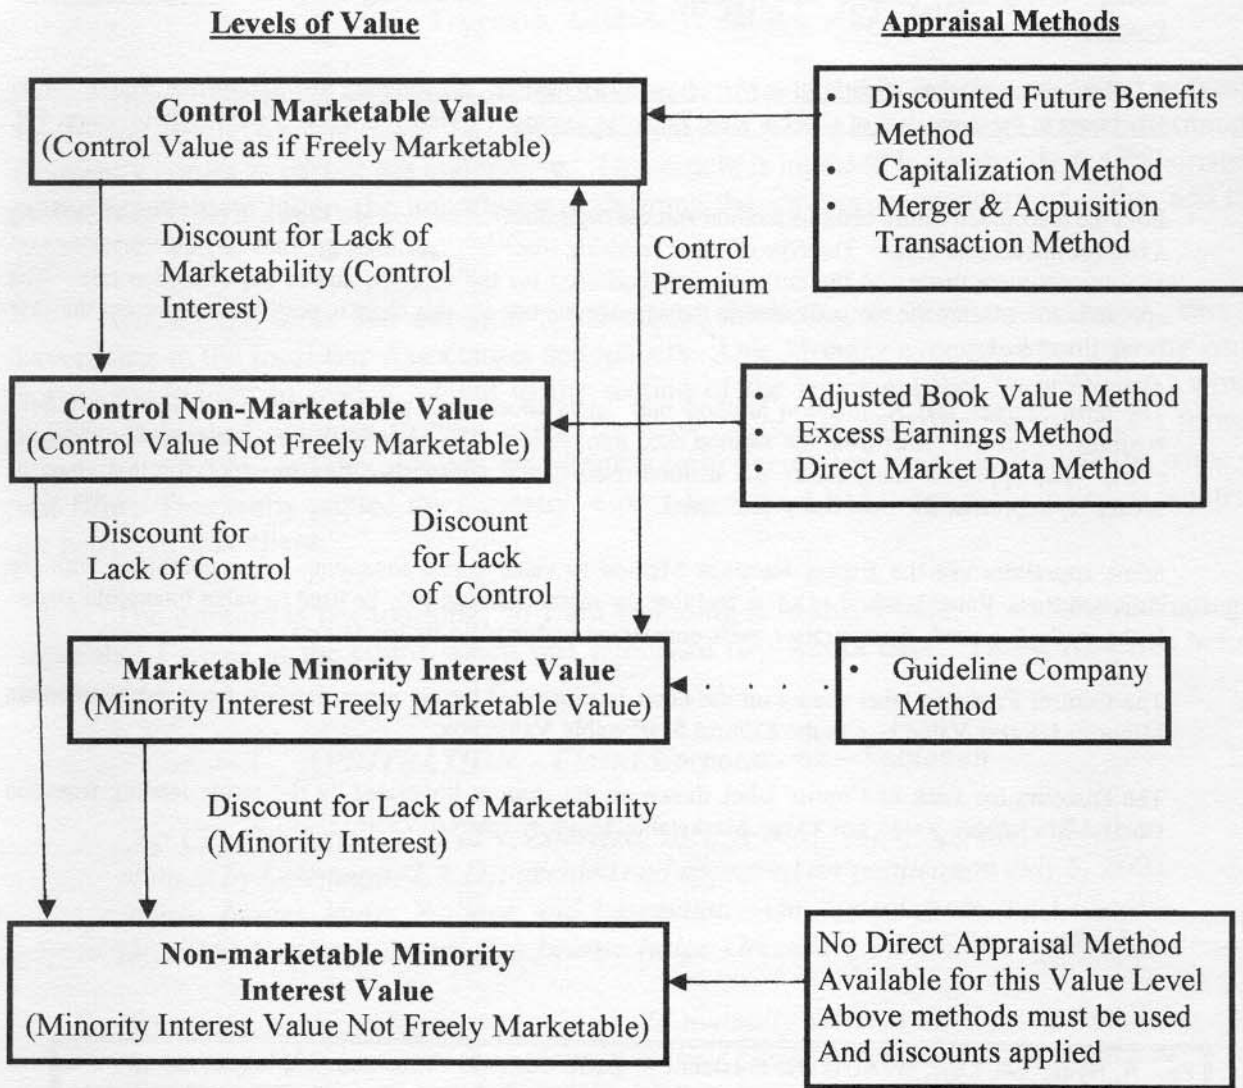 Levels of Value
Appraisal Methods
Control Marketable Value
(Control Value as if Freely Marketable)
• Discounted Future Benefits
Method
• Capitalization Method
• Merger & Acpuisition
Transaction Method
Discount for Lack of
Marketability (Control
Interest)
Control
Premium
Control Non-Marketable Value
(Control Value Not Freely Marketable)
• Adjusted Book Value Method
• Excess Earnings Method
• Direct Market Data Method
Discount for
Lack of Control
Discount
for Lack
of Control
Marketable Minority Interest Value
(Minority Interest Freely Marketable Value)
• Guideline Company
Method
Discount for Lack of Marketability
(Minority Interest)
Non-marketable Minority
Interest Value
(Minority Interest Value Not Freely Marketable)
No Direct Appraisal Method
Available for this Value Level
Above methods must be used
And discounts applied